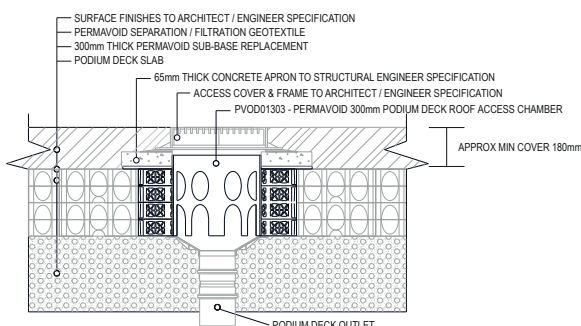 SURFACE FINISHES TO ARCHITECT / ENGINEER SPECIFICATION
PERMAVOID SEPARATION / FILTRATION GEOTEXTILE
300mm THICK PERMAVOID SUB-BASE REPLACEMENT
PODIUM DECK SLAB
65mm THICK CONCRETE APRON TO STRUCTURAL ENGINEER SPECIFICATION
ACCESS COVER & FRAME TO ARCHITECT / ENGINEER SPECIFICATION
PVOD01303 - PERMAVOID 300mm PODIUM DECK ROOF ACCESS CHAMBER
APPROX MIN COVER 180mm
PODIUM DECK OUTLET